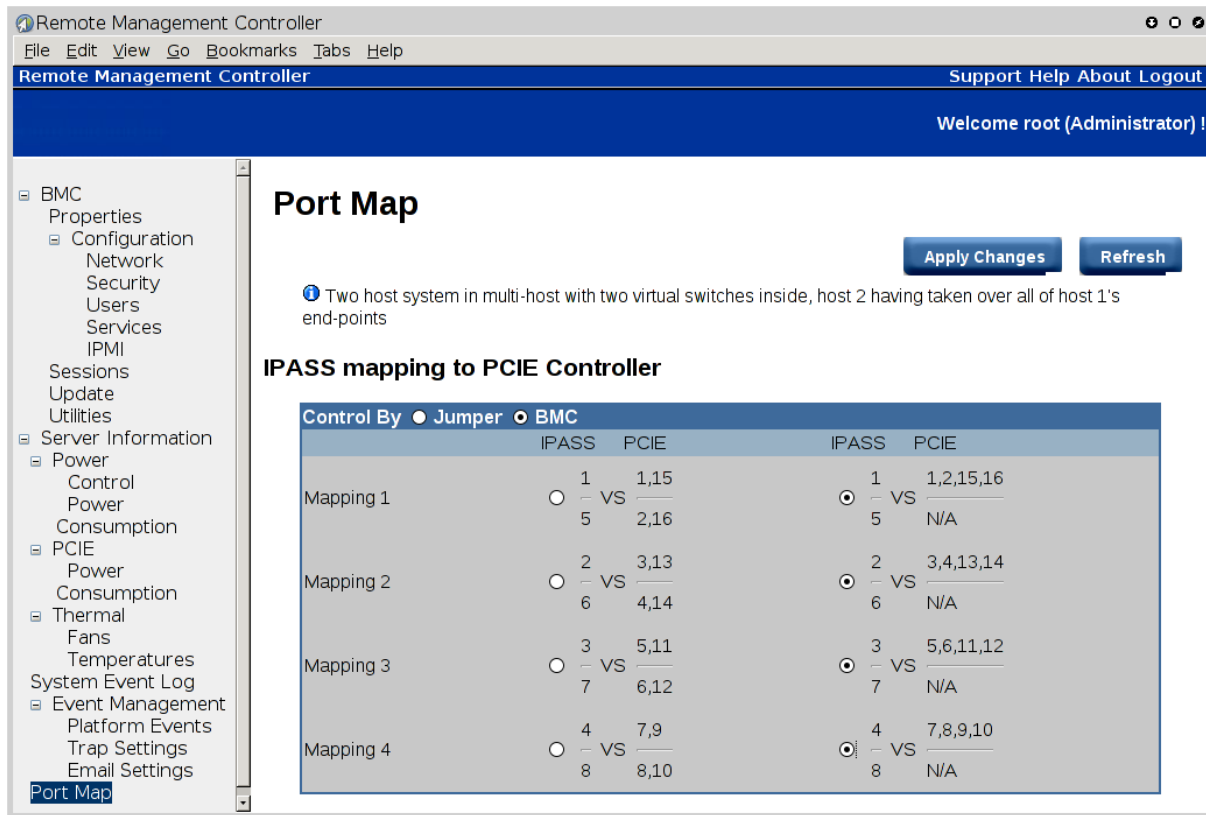 Remote Management Controller
File Edit View Go Bookmarks Tabs Help
Remote Management Controller
Support Help About Logout
Welcome root (Administrator) !
BMC
Properties
Configuration
Network
Security
Users
Services
IPMI
Sessions
Update
Utilities
Server Information
Power
Control
Power
Consumption
PCIE
Power
Consumption
Thermal
Fans
Temperatures
System Event Log
Event Management
Platform Events
Trap Settings
Email Settings
Port Map
Port Map
Apply Changes Refresh
Two host system in multi-host with two virtual switches inside, host 2 having taken over all of host 1's
end-points
IPASS mapping to PCIE Controller
Control By Jumper BMC
IPASS PCIE IPASS PCIE
1 1,15 1 1,2,15,16
Mapping 1 VS VS
5 2,16 5 N/A
2 3,13 2 3,4,13,14
Mapping 2 VS VS
6 4,14 6 N/A
3 5,11 3 5,6,11,12
Mapping 3 VS VS
7 6,12 7 N/A
4 7,9 4 7,8,9,10
Mapping 4 VS VS
8 8,10 8 N/A